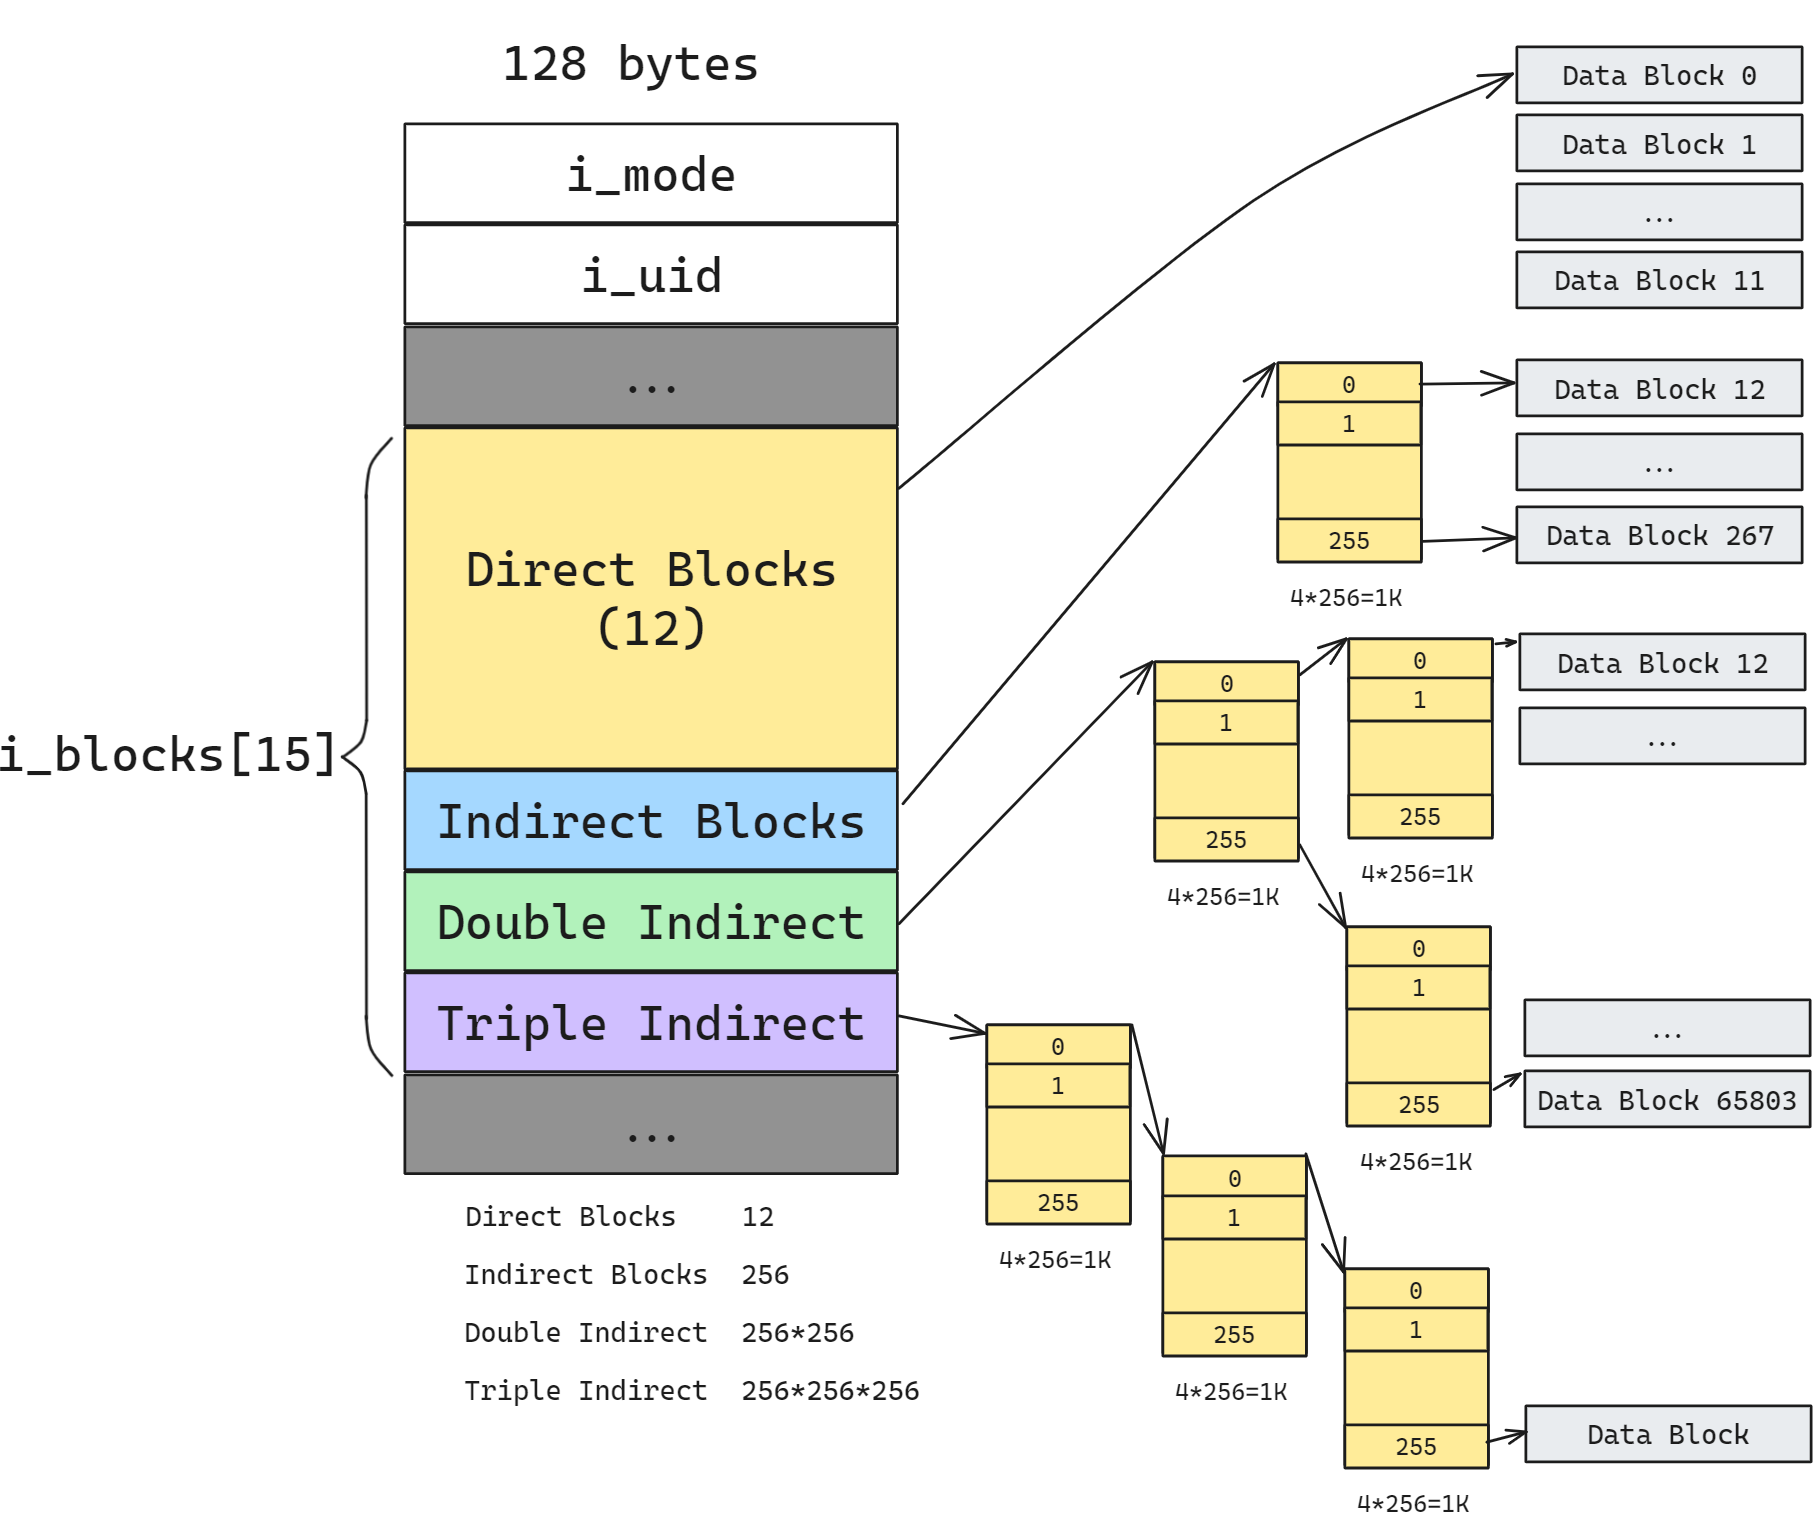 128 bytes
i_mode
i_uid
...
Direct Blocks
(12)
i_blocks[15]
Indirect Blocks
Double Indirect
Triple Indirect
...
Direct Blocks 12
Indirect Blocks 256
Double Indirect 256*256
Triple Indirect 256*256*256
Data Block 0
Data Block 1
...
Data Block 11
0
1
255
4*256=1K
Data Block 12
...
Data Block 267
0
1
255
4*256=1K
0
1
255
4*256=1K
Data Block 12
...
0
1
255
4*256=1K
...
Data Block 65803
0
1
255
4*256=1K
0
1
255
4*256=1K
0
1
255
4*256=1K
Data Block